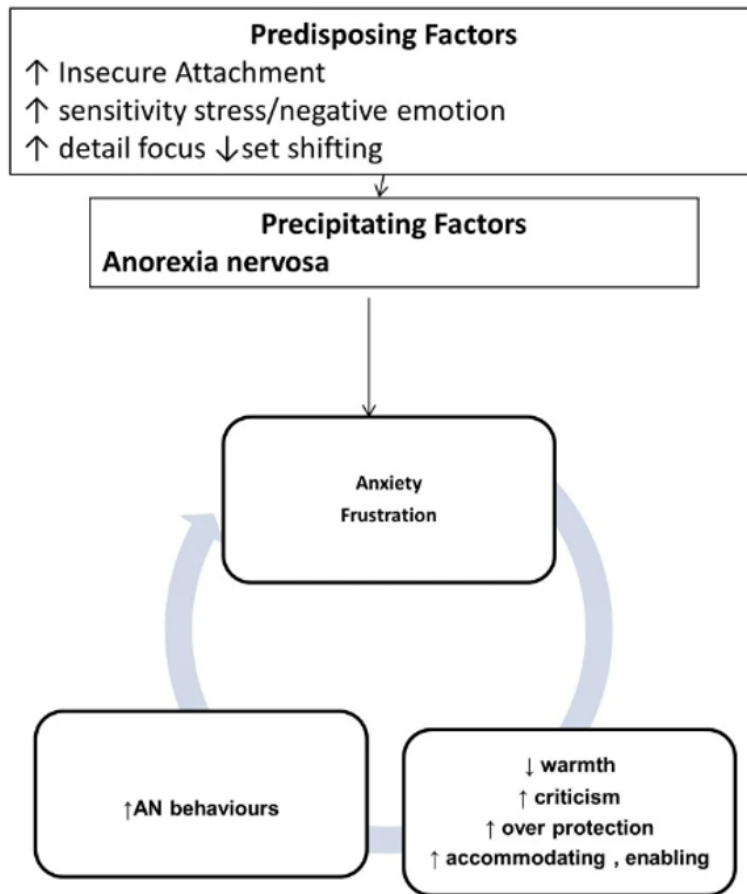 Predisposing Factors
↑ Insecure Attachment
↑ sensitivity stress/negative emotion
↑ detail focus ↓set shifting
Precipitating Factors
Anorexia nervosa
Anxiety
Frustration
↓ warmth
↑ criticism
↑ over protection
↑ accommodating , enabling
↑AN behaviours